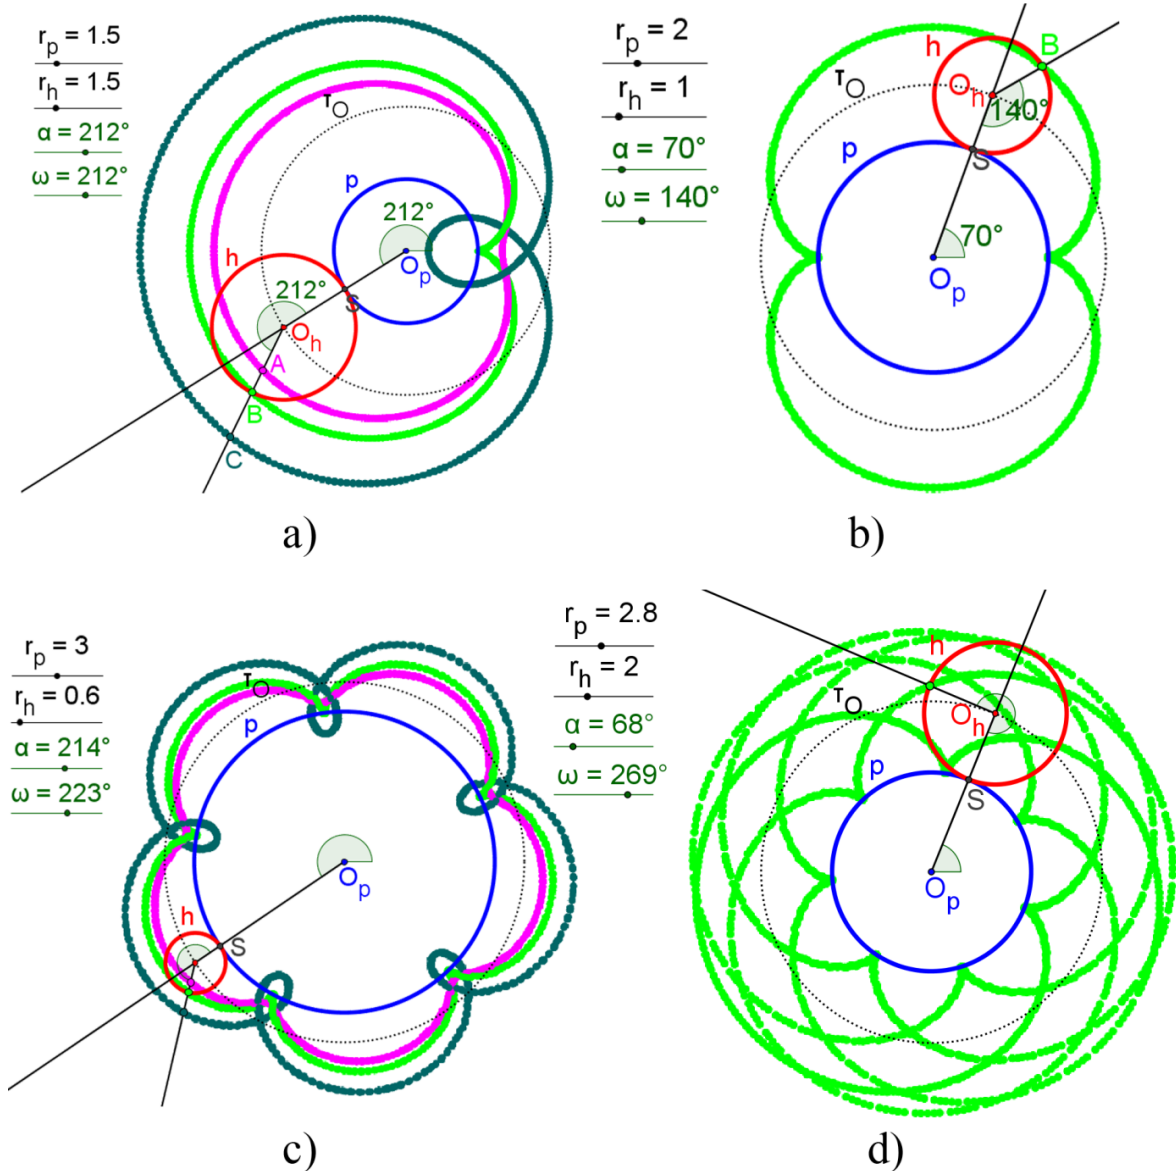 r_p = 1.5
r_h = 1.5
α = 212°
ω = 212°
τ_O
p
212°
O_p
h
212°
S
O_h
A
B
C
a)
r_p = 2
r_h = 1
α = 70°
ω = 140°
h
B
τ_O
O_h
140°
p
S
70°
O_p
b)
r_p = 3
r_h = 0.6
α = 214°
ω = 223°
τ_O
p
O_p
h
S
c)
r_p = 2.8
r_h = 2
α = 68°
ω = 269°
h
τ_O
O_h
p
S
O_p
d)